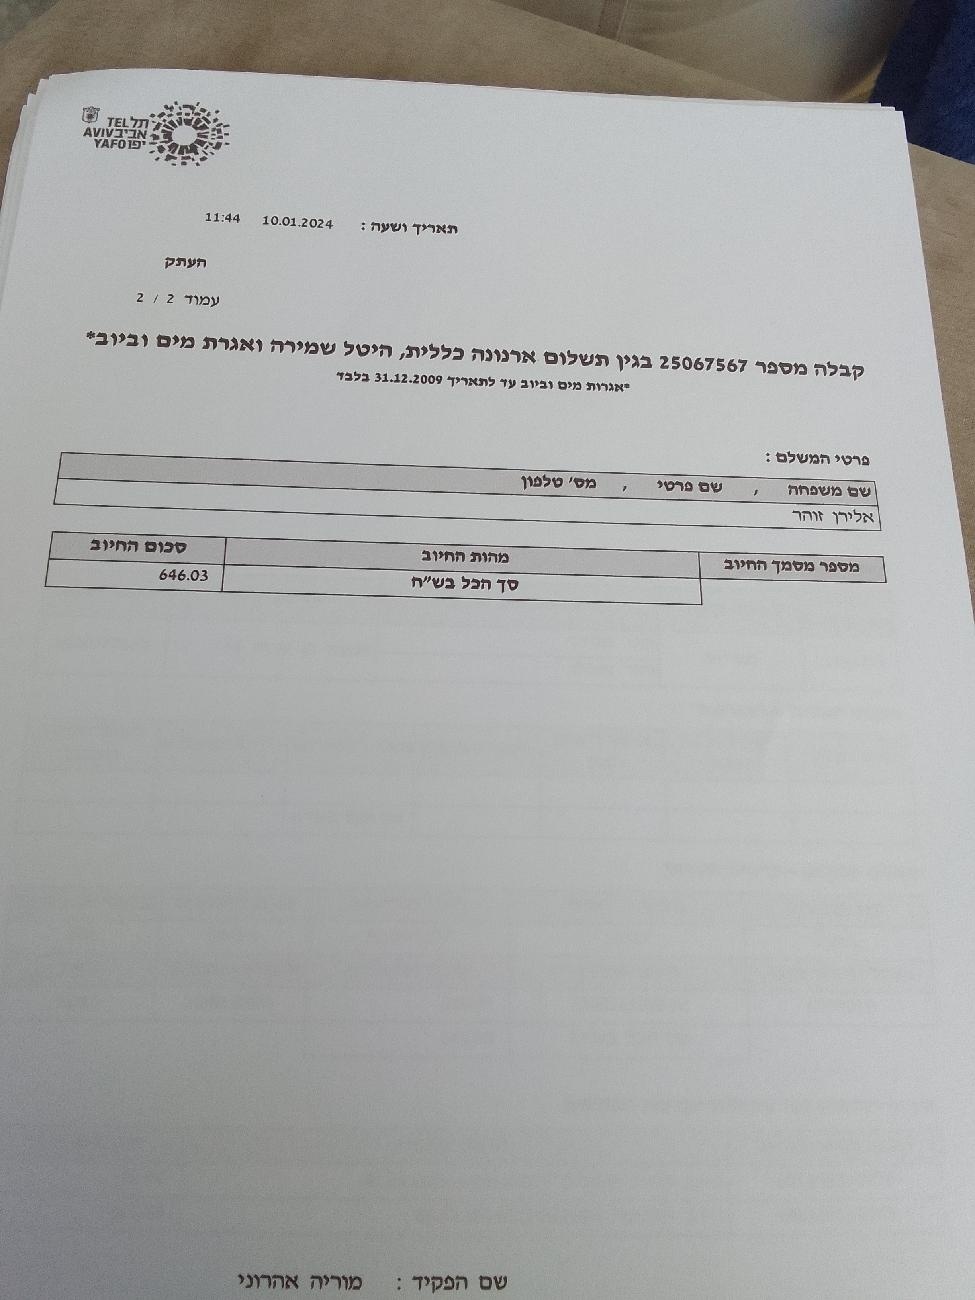 TEL תל
AVIV אביב
YAFO יפו
תאריך ושעה : 10.01.2024 11:44
העתק
עמוד 2 / 2
קבלה מספר 25067567 בגין תשלום ארנונה כללית, היטל שמירה ואגרת מים וביוב*
*אגרות מים וביוב עד לתאריך 31.12.2009 בלבד
פרטי המשלם :
שם משפחה , שם פרטי , מס' טלפון
אלירן זוהר
מספר מסמך החיוב מהות החיוב סכום החיוב
סך הכל בש"ח 646.03
שם הפקיד : מוריה אהרוני